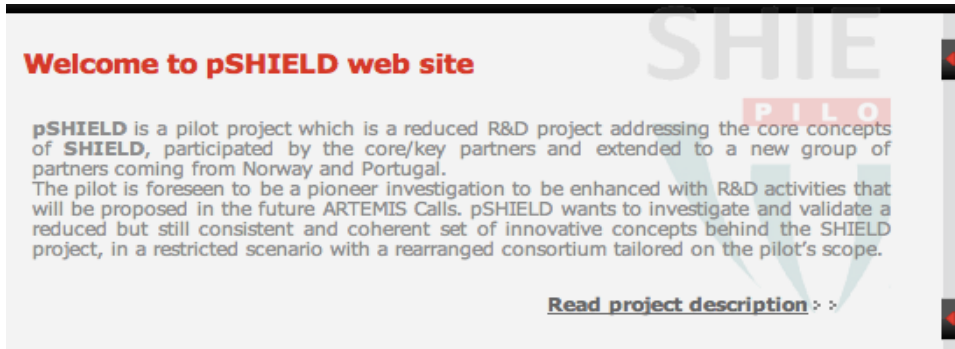 SHIE
Welcome to pSHIELD web site
PILO
pSHIELD is a pilot project which is a reduced R&D project addressing the core concepts
of SHIELD, participated by the core/key partners and extended to a new group of
partners coming from Norway and Portugal.
The pilot is foreseen to be a pioneer investigation to be enhanced with R&D activities that
will be proposed in the future ARTEMIS Calls. pSHIELD wants to investigate and validate a
reduced but still consistent and coherent set of innovative concepts behind the SHIELD
project, in a restricted scenario with a rearranged consortium tailored on the pilot’s scope.
Read project description > >